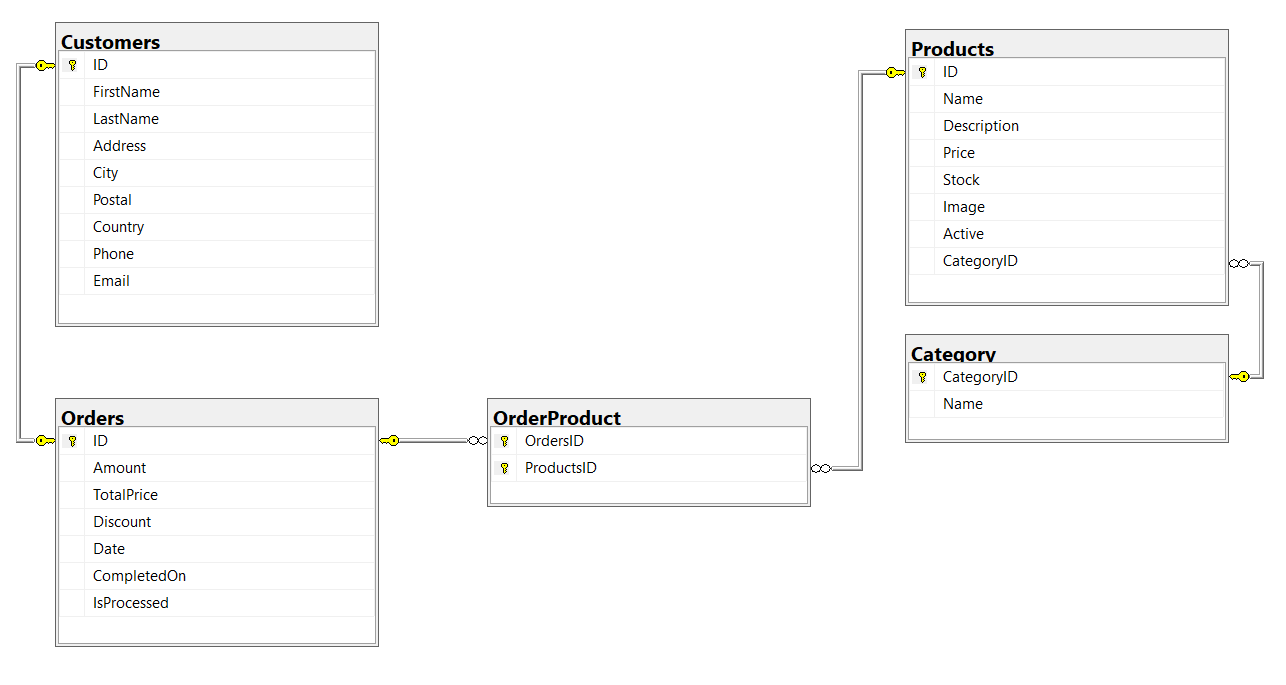 Customers
ID
FirstName
LastName
Address
City
Postal
Country
Phone
Email
Products
ID
Name
Description
Price
Stock
Image
Active
CategoryID
Category
CategoryID
Name
Orders
ID
Amount
TotalPrice
Discount
Date
CompletedOn
IsProcessed
OrderProduct
OrdersID
ProductsID